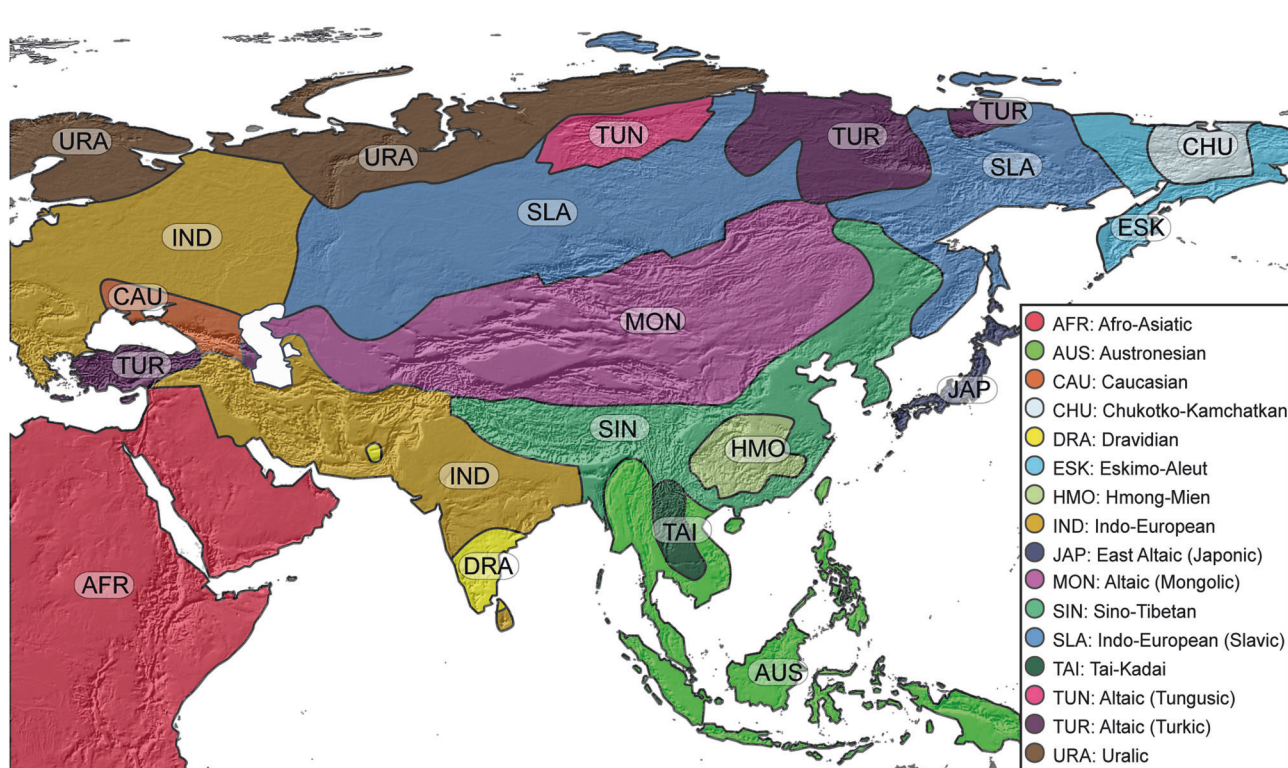 URA
TUN
TUR
TUR
CHU
URA
SLA
SLA
IND
ESK
CAU
MON
TUR
JAP
SIN
HMO
IND
TAI
DRA
AFR
AUS
AFR: Afro-Asiatic
AUS: Austronesian
CAU: Caucasian
CHU: Chukotko-Kamchatkan
DRA: Dravidian
ESK: Eskimo-Aleut
HMO: Hmong-Mien
IND: Indo-European
JAP: East Altaic (Japonic)
MON: Altaic (Mongolic)
SIN: Sino-Tibetan
SLA: Indo-European (Slavic)
TAI: Tai-Kadai
TUN: Altaic (Tungusic)
TUR: Altaic (Turkic)
URA: Uralic